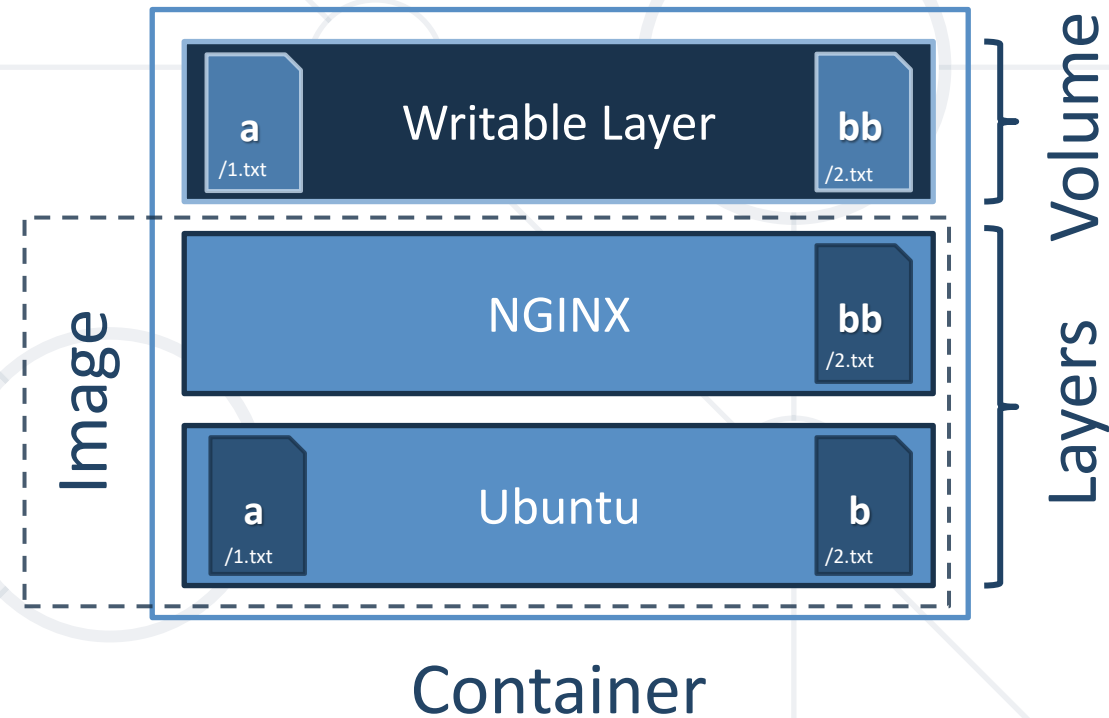 a
/1.txt
Writable Layer
bb
/2.txt
Volume
NGINX
bb
/2.txt
Image
Layers
a
/1.txt
Ubuntu
b
/2.txt
Container